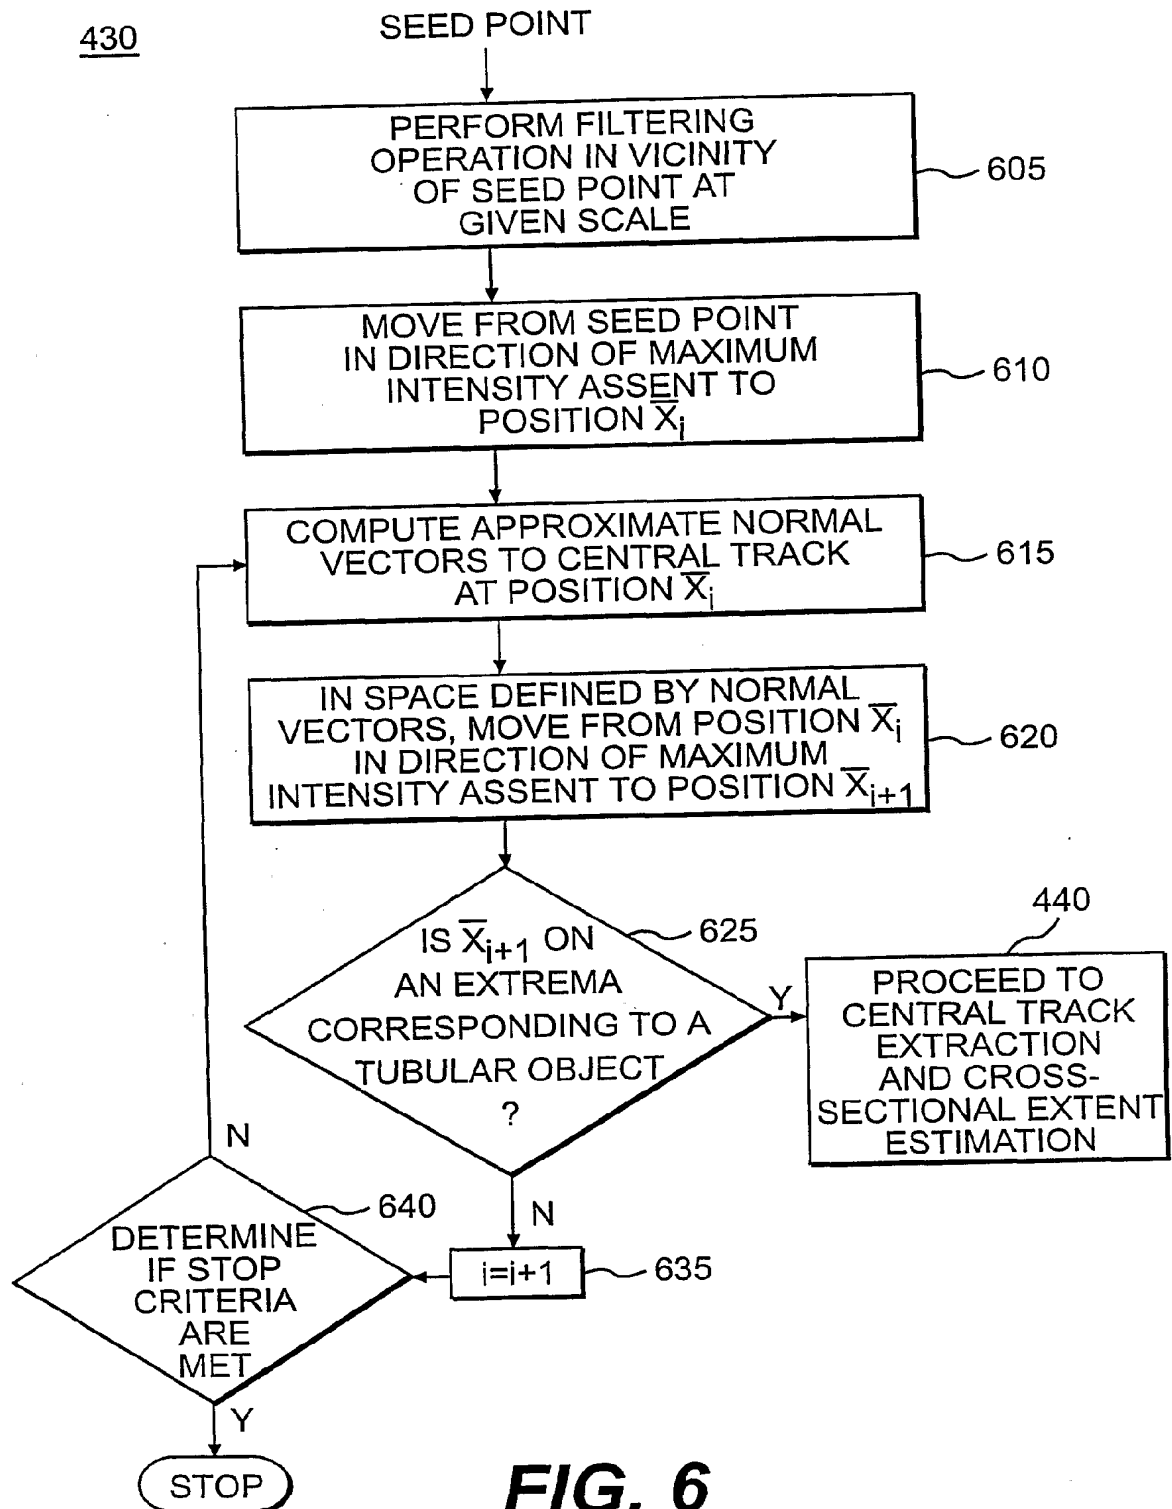 430
SEED POINT
PERFORM FILTERING
OPERATION IN VICINITY
OF SEED POINT AT
GIVEN SCALE
605
MOVE FROM SEED POINT
IN DIRECTION OF MAXIMUM
INTENSITY ASSENT TO
POSITION X̅i
610
COMPUTE APPROXIMATE NORMAL
VECTORS TO CENTRAL TRACK
AT POSITION X̅i
615
IN SPACE DEFINED BY NORMAL
VECTORS, MOVE FROM POSITION X̅i
IN DIRECTION OF MAXIMUM
INTENSITY ASSENT TO POSITION X̅i+1
620
IS X̅i+1 ON
AN EXTREMA
CORRESPONDING TO A
TUBULAR OBJECT
?
625
Y
440
PROCEED TO
CENTRAL TRACK
EXTRACTION
AND CROSS-
SECTIONAL EXTENT
ESTIMATION
N
i=i+1
635
N
640
DETERMINE
IF STOP
CRITERIA
ARE
MET
Y
STOP
FIG. 6